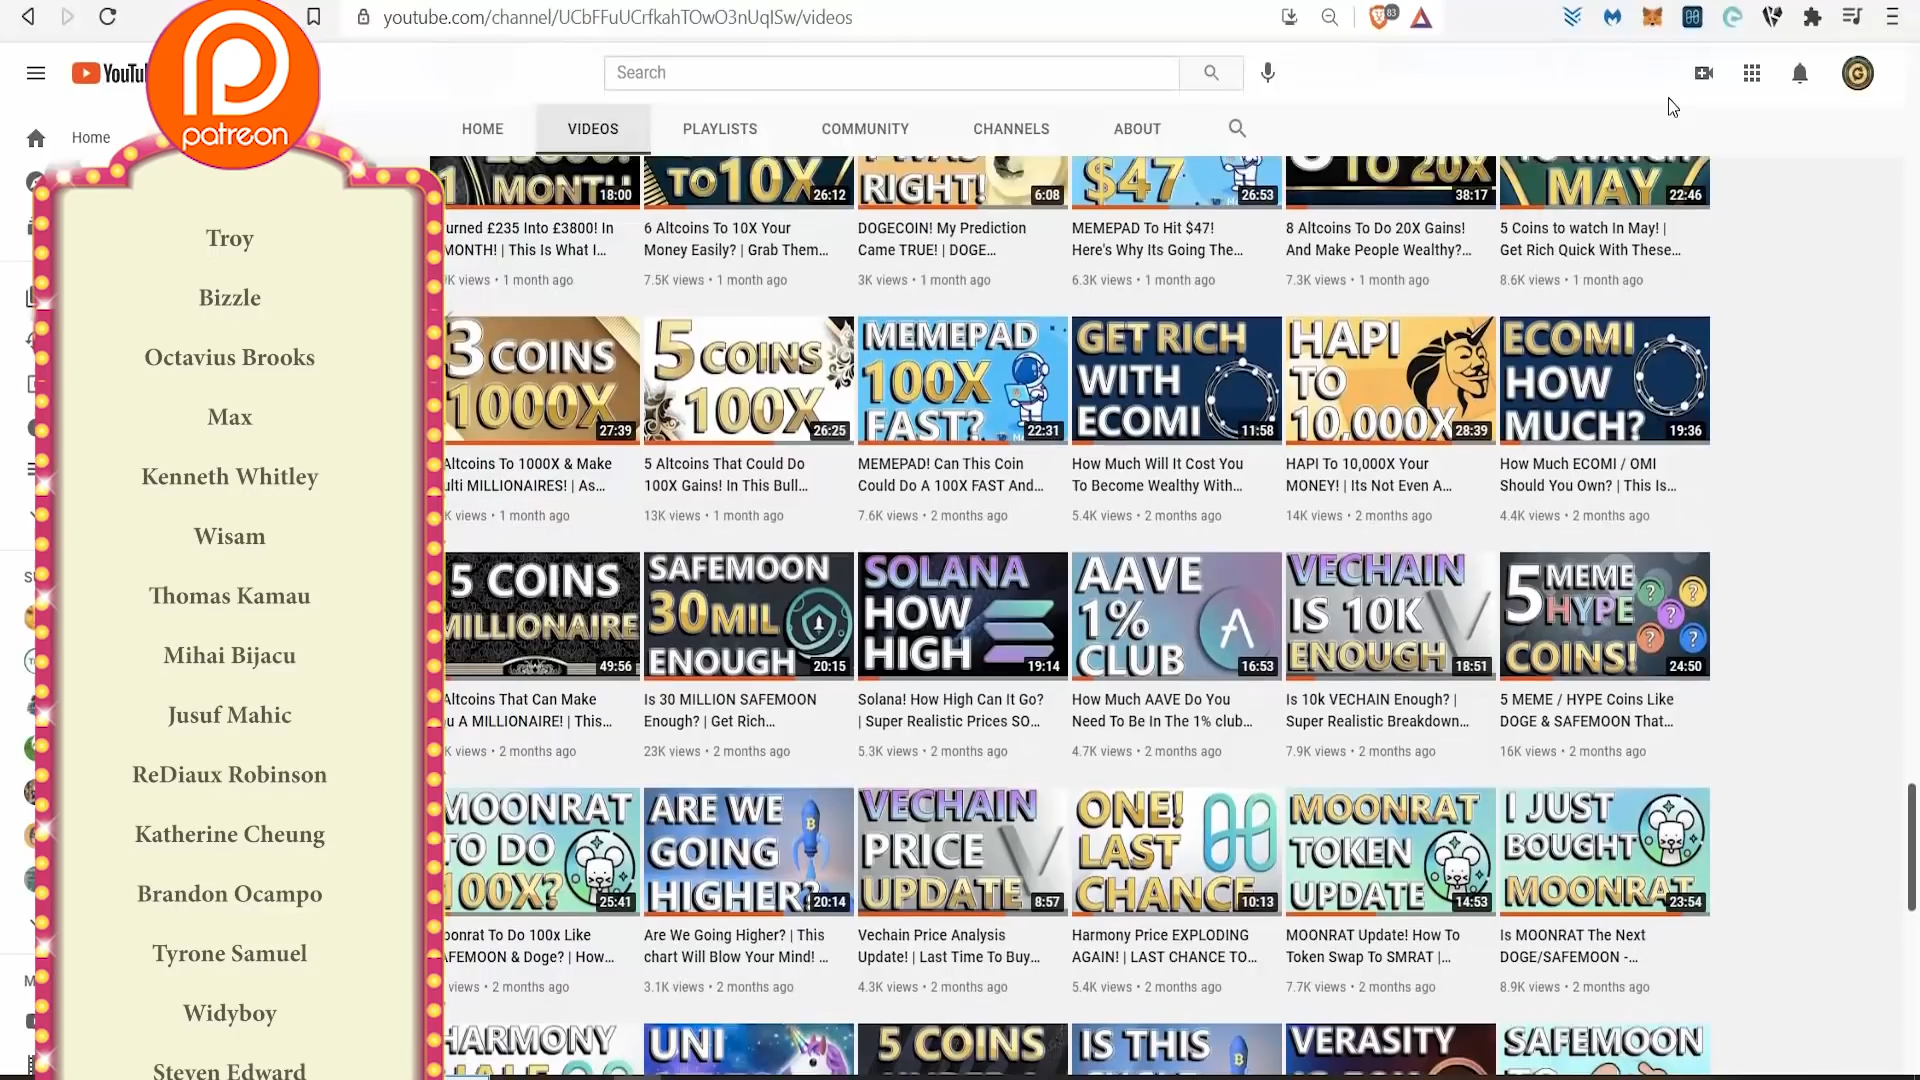 youtube.com/channel/UCbFFuUCrfkahTOwO3nUqISw/videos
83
YouTu
Search
G
patreon
Home
HOME
VIDEOS
PLAYLISTS
COMMUNITY
CHANNELS
ABOUT
Troy
Bizzle
Octavius Brooks
Max
Kenneth Whitley
Wisam
Thomas Kamau
Mihai Bijacu
Jusuf Mahic
ReDiaux Robinson
Katherine Cheung
Brandon Ocampo
Tyrone Samuel
Widyboy
Steven Edward
1 MONTH
18:00
TO 10X
26:12
RIGHT!
6:08
$47
26:53
TO 20X
38:17
MAY
22:46
urned £235 Into £3800! In
MONTH! | This Is What I...
K views • 1 month ago
6 Altcoins To 10X Your
Money Easily? | Grab Them...
7.5K views • 1 month ago
DOGECOIN! My Prediction
Came TRUE! | DOGE...
3K views • 1 month ago
MEMEPAD To Hit $47!
Here's Why Its Going The...
6.3K views • 1 month ago
8 Altcoins To Do 20X Gains!
And Make People Wealthy?...
7.3K views • 1 month ago
5 Coins to watch In May! |
Get Rich Quick With These...
8.6K views • 1 month ago
3 COINS
1000X
27:39
5 COINS
100X
26:25
MEMEPAD
100X
FAST?
22:31
GET RICH
WITH
ECOMI
11:58
HAPI
TO
10,000X
28:39
ECOMI
HOW
MUCH?
19:36
Altcoins To 1000X & Make
ulti MILLIONAIRES! | As...
K views • 1 month ago
5 Altcoins That Could Do
100X Gains! In This Bull...
13K views • 1 month ago
MEMEPAD! Can This Coin
Could Do A 100X FAST And...
7.6K views • 2 months ago
How Much Will It Cost You
To Become Wealthy With...
5.4K views • 2 months ago
HAPI To 10,000X Your
MONEY! | Its Not Even A...
14K views • 2 months ago
How Much ECOMI / OMI
Should You Own? | This Is...
4.4K views • 2 months ago
5 COINS
MILLIONAIRE
49:56
SAFEMOON
30MIL
ENOUGH
20:15
SOLANA
HOW
HIGH
19:14
AAVE
1%
CLUB
16:53
VECHAIN
IS 10K
ENOUGH
18:51
5 MEME
HYPE
COINS!
24:50
Altcoins That Can Make
u A MILLIONAIRE! | This...
K views • 2 months ago
Is 30 MILLION SAFEMOON
Enough? | Get Rich...
23K views • 2 months ago
Solana! How High Can It Go?
| Super Realistic Prices SO...
5.3K views • 2 months ago
How Much AAVE Do You
Need To Be In The 1% club...
4.7K views • 2 months ago
Is 10k VECHAIN Enough? |
Super Realistic Breakdown...
7.9K views • 2 months ago
5 MEME / HYPE Coins Like
DOGE & SAFEMOON That...
16K views • 2 months ago
MOONRAT
TO DO
100X?
25:41
ARE WE
GOING
HIGHER?
20:14
VECHAIN
PRICE
UPDATE
8:57
ONE!
LAST
CHANCE
10:13
MOONRAT
TOKEN
UPDATE
14:53
I JUST
BOUGHT
MOONRAT
23:54
oonrat To Do 100x Like
AFEMOON & Doge? | How...
views • 2 months ago
Are We Going Higher? | This
chart Will Blow Your Mind! ...
3.1K views • 2 months ago
Vechain Price Analysis
Update! | Last Time To Buy...
4.3K views • 2 months ago
Harmony Price EXPLODING
AGAIN! | LAST CHANCE TO...
5.4K views • 2 months ago
MOONRAT Update! How To
Token Swap To SMRAT |...
7.7K views • 2 months ago
Is MOONRAT The Next
DOGE/SAFEMOON -...
8.9K views • 2 months ago
HARMONY
UNI
5 COINS
IS THIS
VERASITY
SAFEMOON